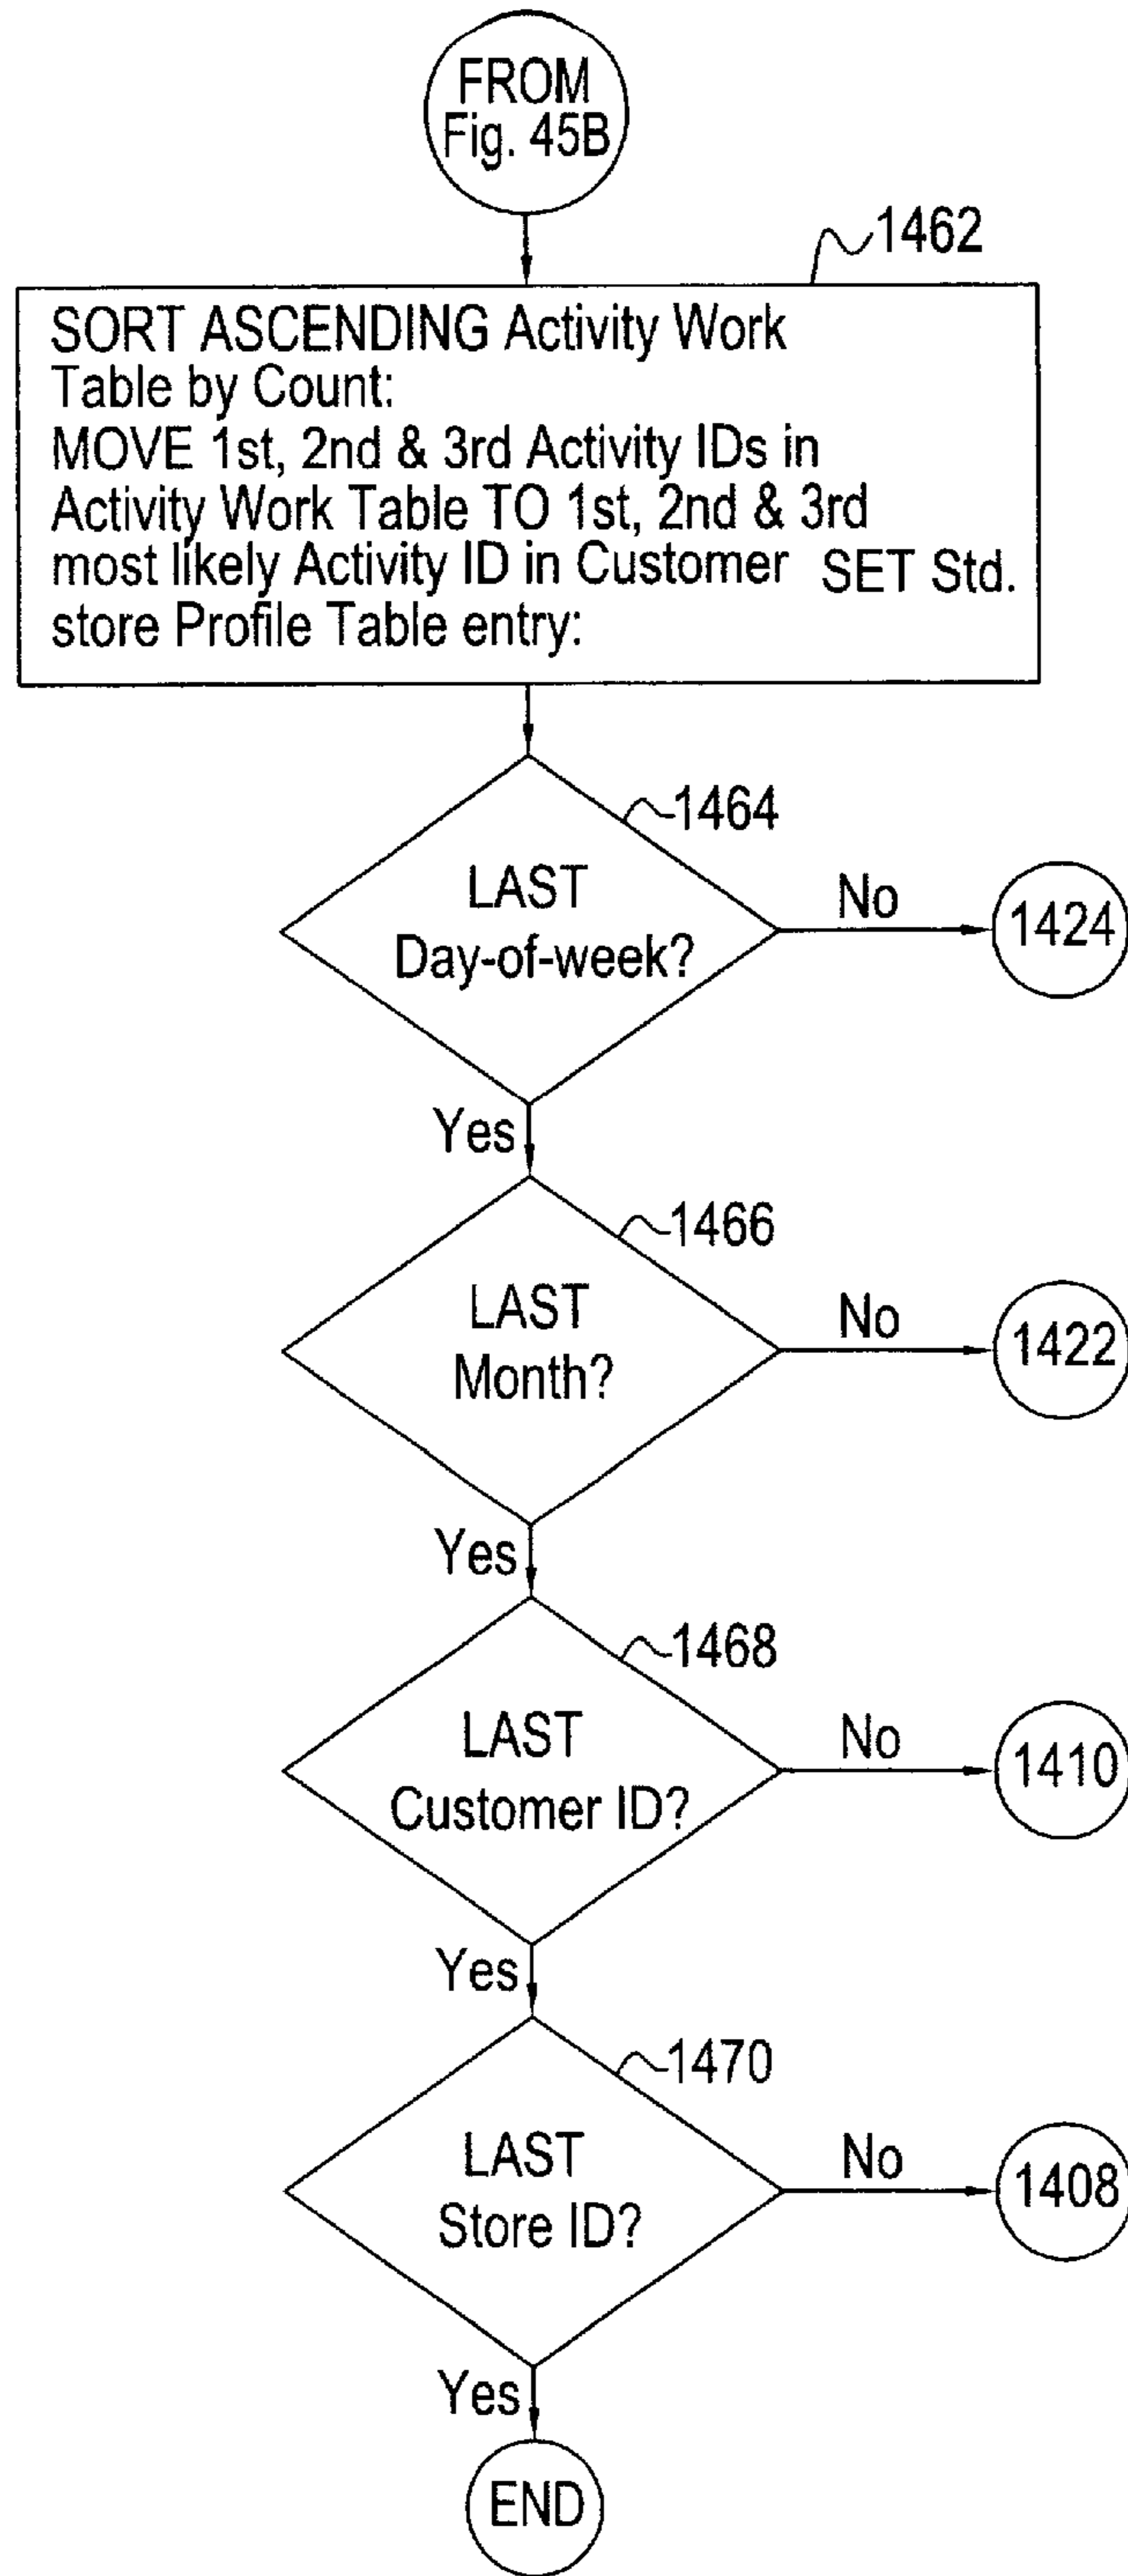 FROM
Fig. 45B
1462
SORT ASCENDING Activity Work
Table by Count:
MOVE 1st, 2nd & 3rd Activity IDs in
Activity Work Table TO 1st, 2nd & 3rd
most likely Activity ID in Customer SET Std.
store Profile Table entry:
1464
LAST
Day-of-week?
No
1424
Yes
1466
LAST
Month?
No
1422
Yes
1468
LAST
Customer ID?
No
1410
Yes
1470
LAST
Store ID?
No
1408
Yes
END